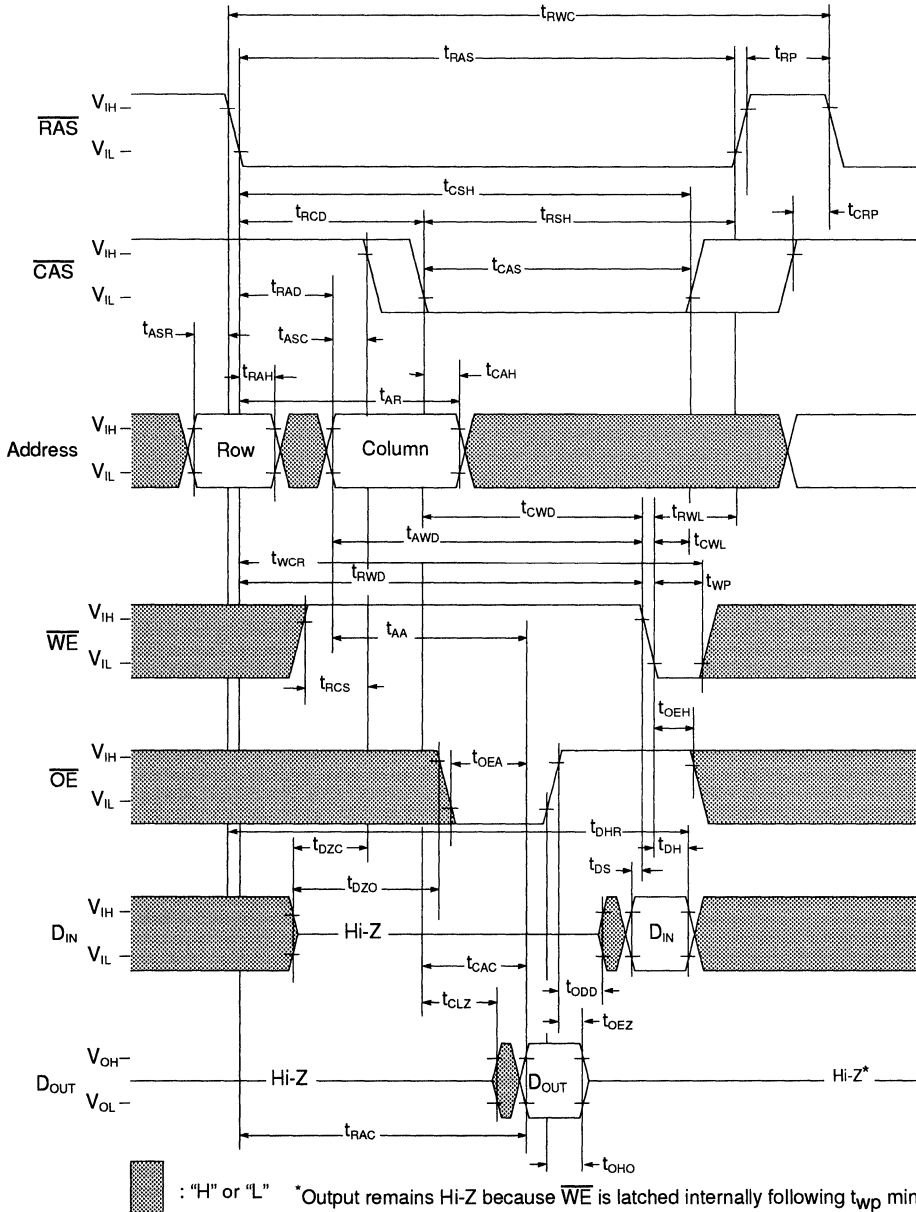 tRWC
tRAS
tRP
VIH
RAS
VIL
tCSH
tRCD
tRSH
tCRP
VIH
CAS
tCAS
VIL
tRAD
tASR
tASC
tRAH
tCAH
tAR
VIH
Address
Row
Column
VIL
tCWD
tRWL
tAWD
tCWL
tWCR
tRWD
tWP
VIH
WE
tAA
VIL
tRCS
tOEH
VIH
tOEA
OE
VIL
tDHR
tDZC
tDH
tDS
tDZO
VIH
DIN
Hi-Z
DIN
VIL
tCAC
tODD
tCLZ
tOEZ
VOH
Hi-Z
DOUT
Hi-Z*
DOUT
VOL
tRAC
tOHO
: "H" or "L" *Output remains Hi-Z because WE is latched internally following twp min